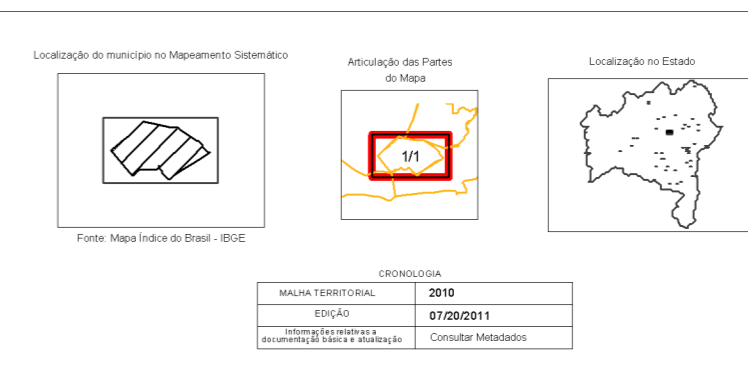 Localização do município no Mapeamento Sistemático
Articulação das Partes
do Mapa
Localização no Estado
1/1
Fonte: Mapa Índice do Brasil - IBGE
CRONOLOGIA
MALHA TERRITORIAL 2010
EDIÇÃO 07/20/2011
Informações relativas a
documentação básica e atualização Consultar Metadados